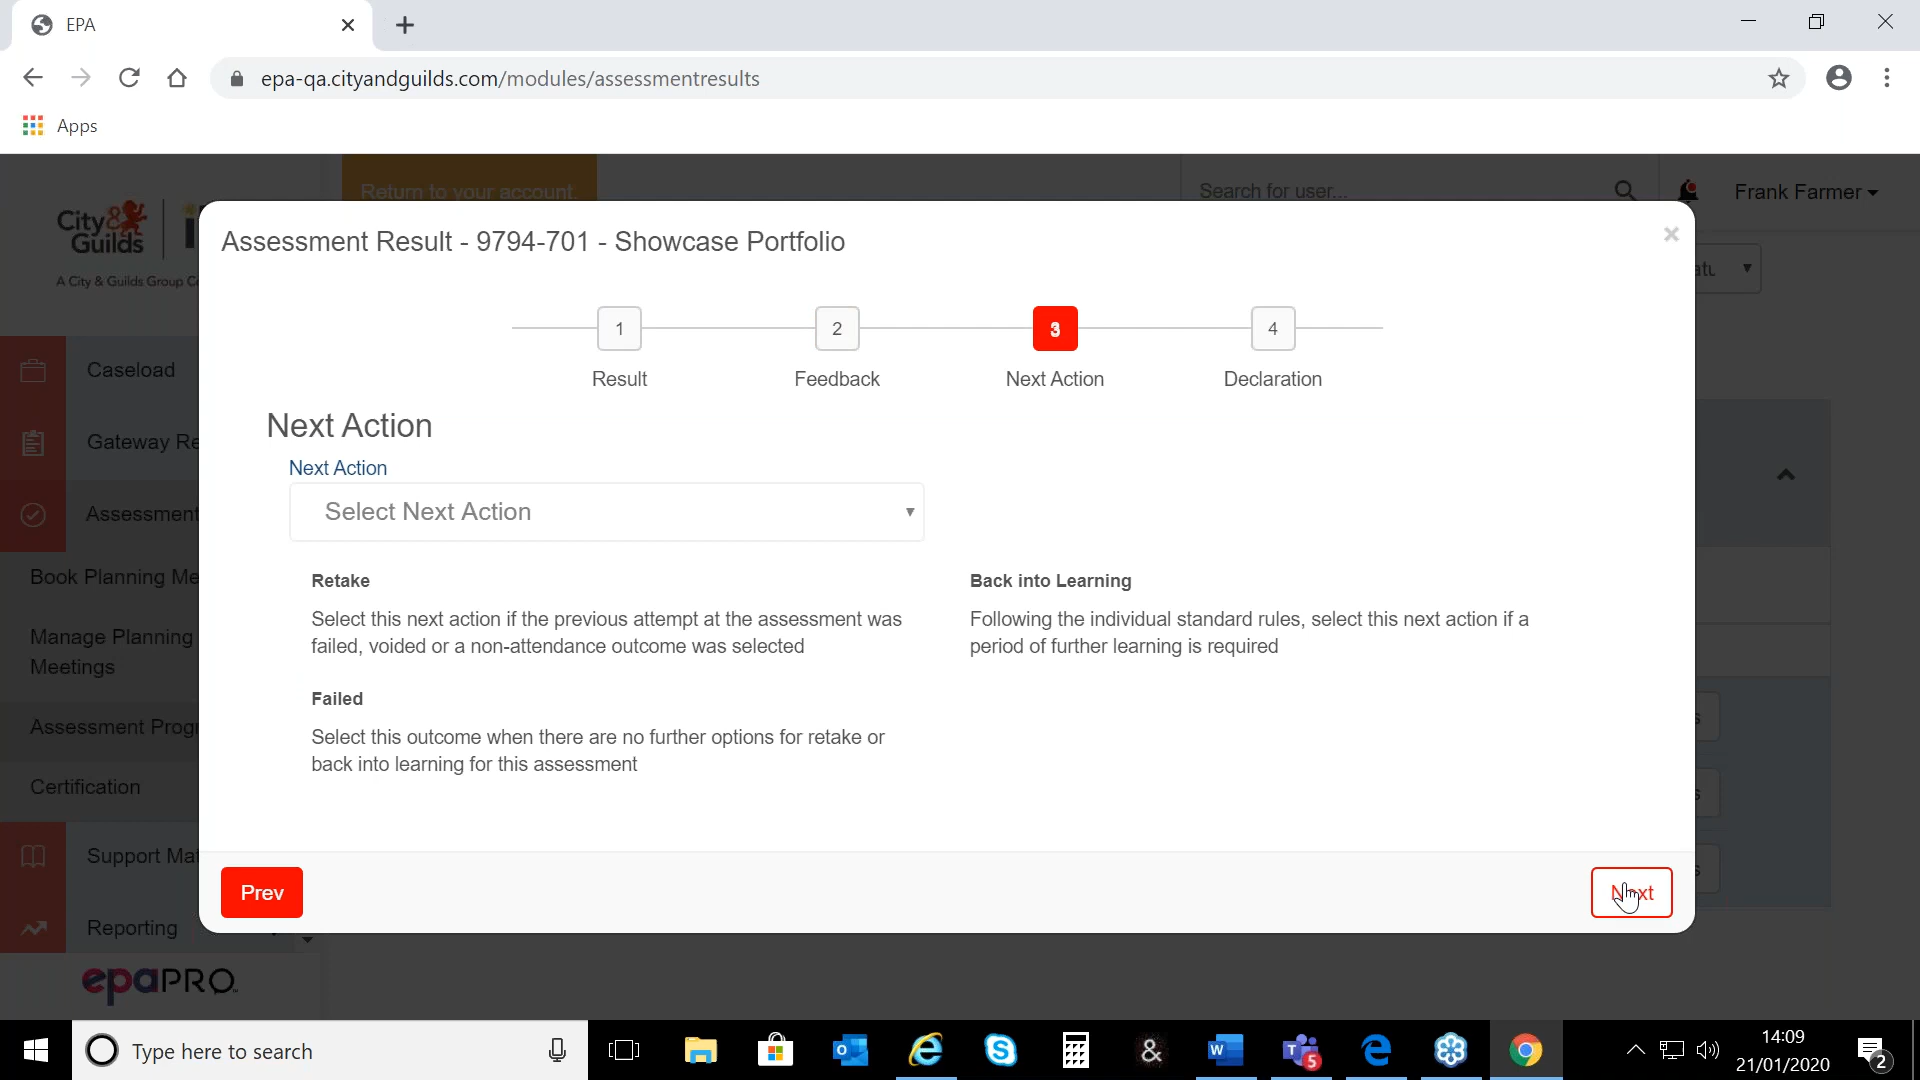 EPA
epa-qa.cityandguilds.com/modules/assessmentresults
Apps
Return to your account
Search for user...
Frank Farmer
City&
Guilds
A City & Guilds Group
Assessment Result - 9794-701 - Showcase Portfolio
1
2
3
4
Result
Feedback
Next Action
Declaration
Caseload
Gateway
Assessment
Book Planning
Manage Planning
Meetings
Assessment
Certification
Support
Reporting
epaPRO
Next Action
Next Action
Select Next Action
Retake
Select this next action if the previous attempt at the assessment was
failed, voided or a non-attendance outcome was selected
Back into Learning
Following the individual standard rules, select this next action if a
period of further learning is required
Failed
Select this outcome when there are no further options for retake or
back into learning for this assessment
Prev
Next
Type here to search
5
14:09
21/01/2020
2